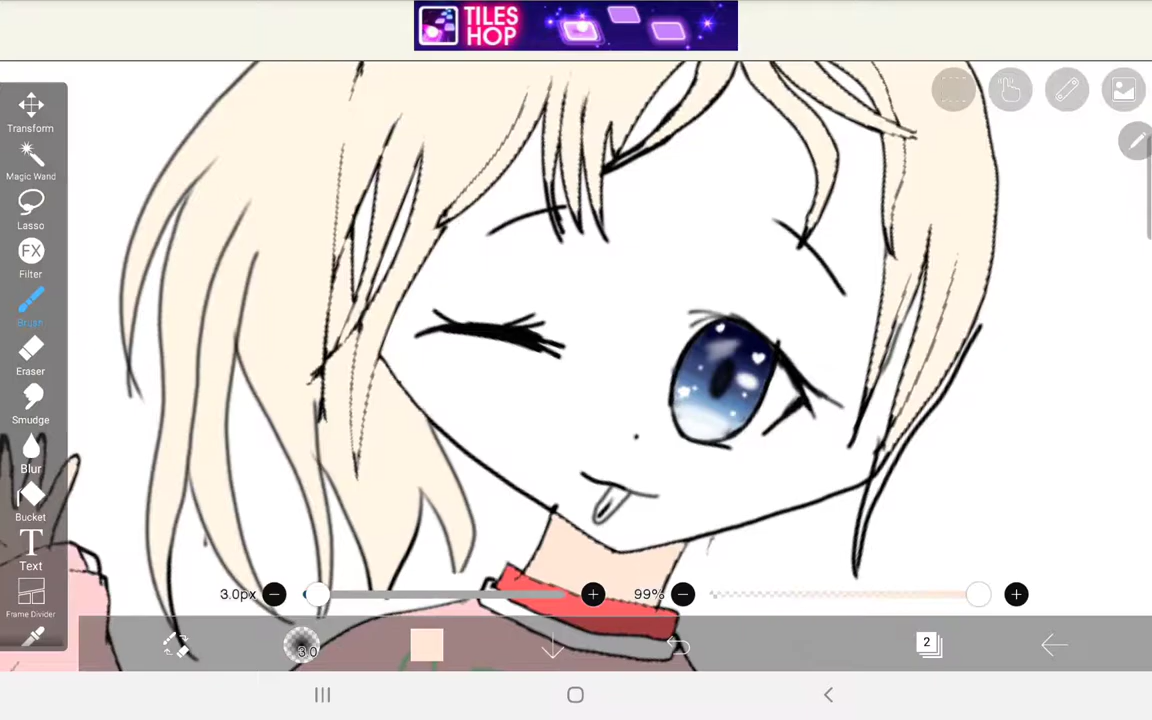 TILES
HOP
Transform
Magic Wand
Lasso
FX
Filter
Brush
Eraser
Smudge
Blur
Bucket
T
Text
Frame Divider
3.0px
99%
3.0
2